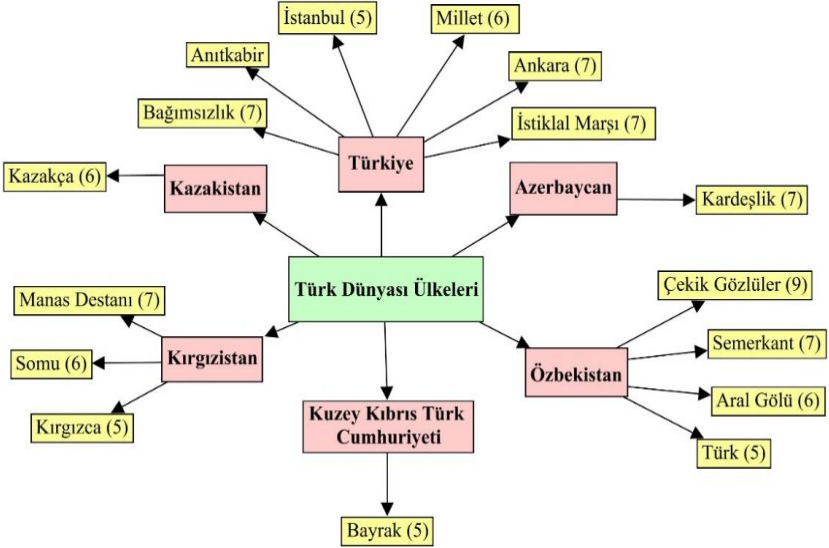 İstanbul (5)
Millet (6)
Anıtkabir
Ankara (7)
Bağımsızlık (7)
İstiklal Marşı (7)
Türkiye
Kazakça (6)
Kazakistan
Azerbaycan
Kardeşlik (7)
Türk Dünyası Ülkeleri
Çekik Gözlüler (9)
Manas Destanı (7)
Semerkant (7)
Kırgızistan
Somu (6)
Özbekistan
Aral Gölü (6)
Kırgızca (5)
Kuzey Kıbrıs Türk
Cumhuriyeti
Türk (5)
Bayrak (5)